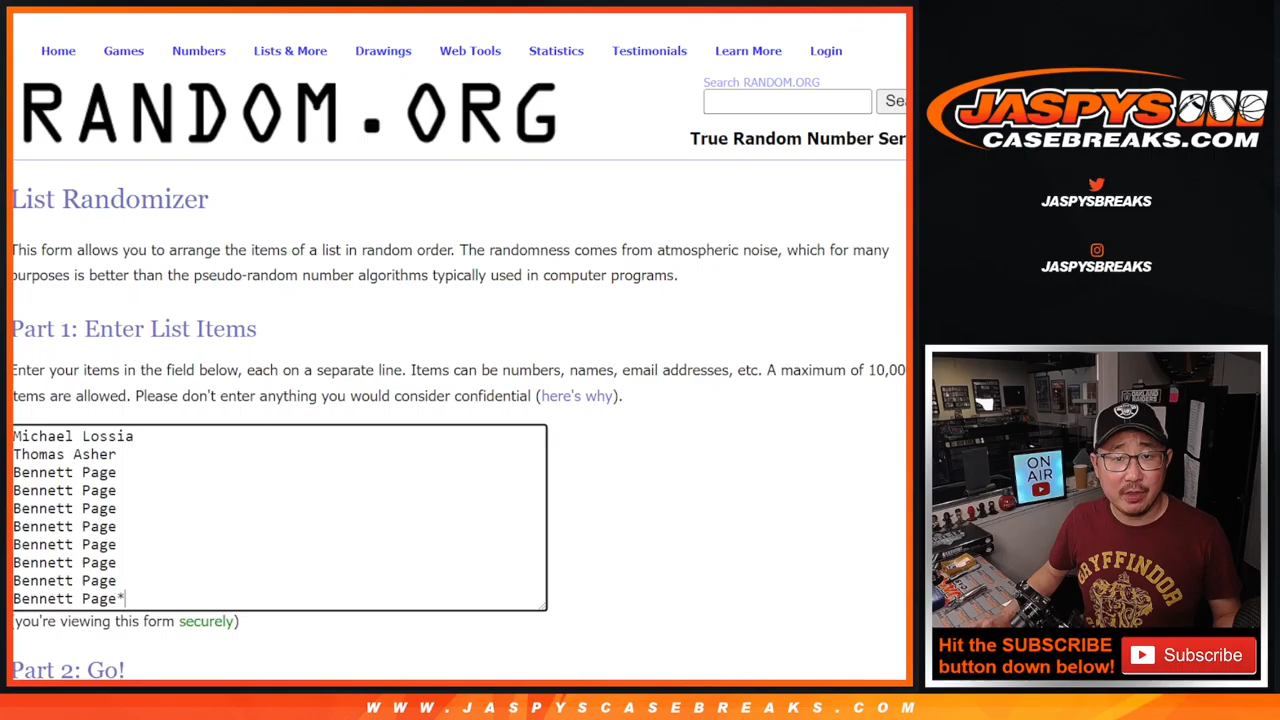 Home Games Numbers Lists & More Drawings Web Tools Statistics Testimonials Learn More Login
Search RANDOM.ORG
RANDOM.ORG
Sea
True Random Number Ser
List Randomizer
This form allows you to arrange the items of a list in random order. The randomness comes from atmospheric noise, which for many
purposes is better than the pseudo-random number algorithms typically used in computer programs.
Part 1: Enter List Items
Enter your items in the field below, each on a separate line. Items can be numbers, names, email addresses, etc. A maximum of 10,00
items are allowed. Please don't enter anything you would consider confidential (here's why).
Michael Lossia
Thomas Asher
Bennett Page
Bennett Page
Bennett Page
Bennett Page
Bennett Page
Bennett Page
Bennett Page
Bennett Page*
(you're viewing this form securely)
Part 2: Go!
JASPYS
CASEBREAKS.COM
JASPYSBREAKS
JASPYSBREAKS
ON
AIR
GRYFFINDOR
Hit the SUBSCRIBE
button down below!
Subscribe
WWW.JASPYSCASEBREAKS.COM